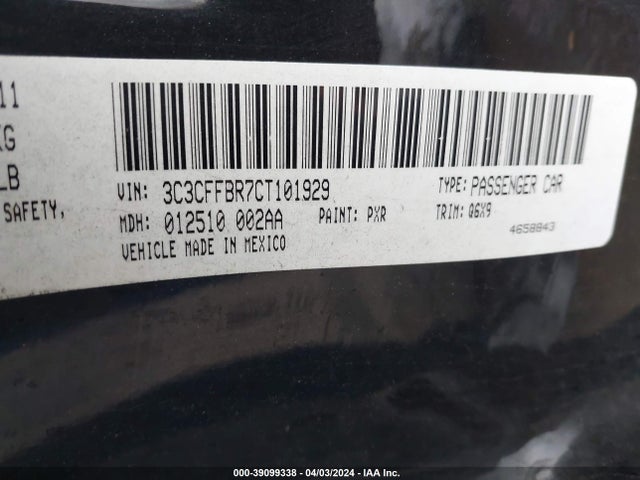 11
KG
LB
SAFETY,
VIN: 3C3CFFBR7CT101929
TYPE: PASSENGER CAR
MDH: 012510 002AA
PAINT: PXR
TRIM: Q6X9
VEHICLE MADE IN MEXICO
4658843
000-39099338 - 04/03/2024 - IAA Inc.